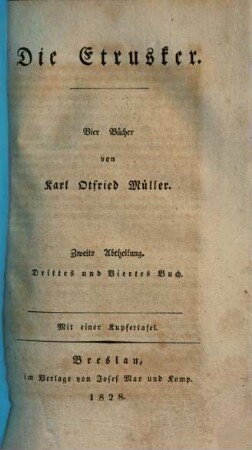 Die Etrusker.
Vier Bücher
von
Karl Otfried Müller.
Zweite Abtheilung.
Drittes und Viertes Buch.
Mit einer Kupfertafel.
Breslau,
im Verlage von Josef Max und Komp.
1828.